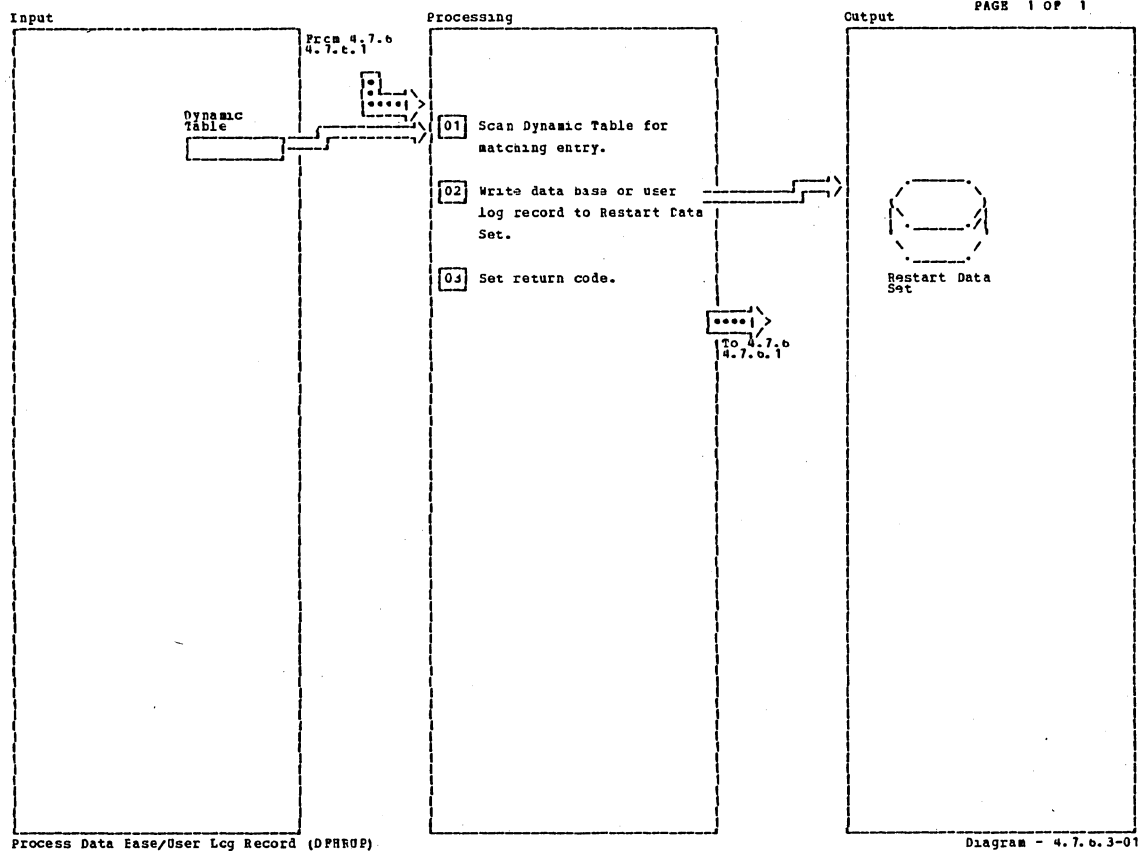 PAGE 1 OF 1
Input
Processing
Output
From 4.7.6
4.7.6.1
Dynamic
Table
01 Scan Dynamic Table for
matching entry.
02 Write data base or user
log record to Restart Data
Set.
03 Set return code.
Restart Data
Set
To 4.7.6
4.7.6.1
Process Data Base/User Log Record (DFHRUP)
Diagram - 4.7.6.3-01